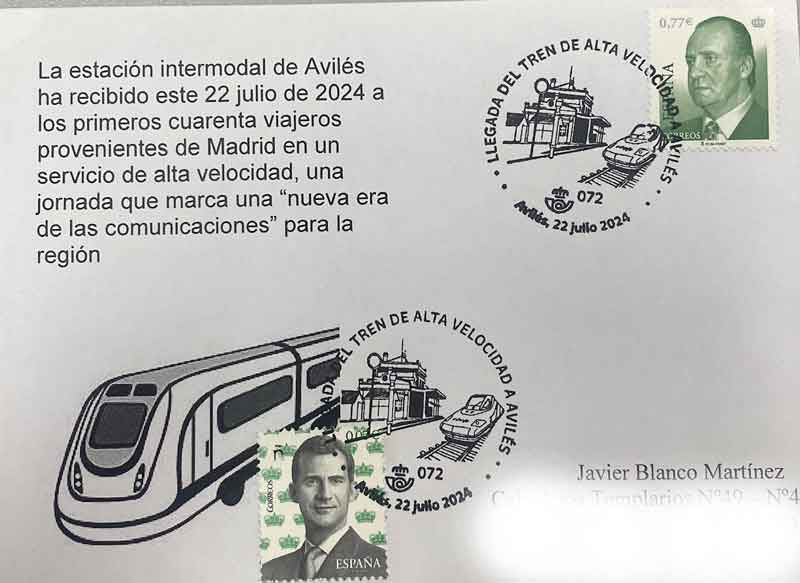 La estación intermodal de Avilés
ha recibido este 22 julio de 2024 a
los primeros cuarenta viajeros
provenientes de Madrid en un
servicio de alta velocidad, una
jornada que marca una “nueva era
de las comunicaciones” para la
región
0,77€
CORREOS
LLEGADA DEL TREN DE ALTA VELOCIDAD A AVILÉS
072
Avilés, 22 julio 2024
TREN DE ALTA VELOCIDAD A AVILÉS
072
Avilés, 22 julio 2024
CORREOS
ESPAÑA
Javier Blanco Martínez
Templarios Nº49 – Nº4